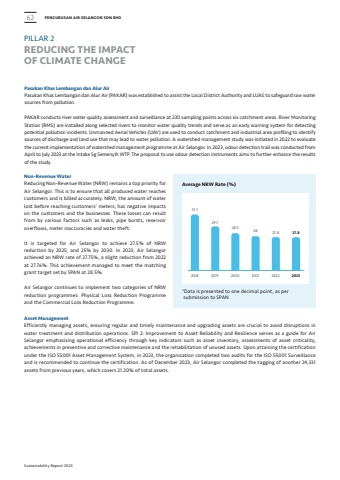 62
PENGURUSAN AIR SELANGOR SDN BHD
PILLAR 2
REDUCING THE IMPACT
OF CLIMATE CHANGE
Pasukan Khas Lembangan dan Alur Air
Pasukan Khas Lembangan dan Alur Air (PAKAR) was established to assist the Local District Authority and LUAS to safeguard raw water
sources from pollution.
PAKAR conducts river water quality assessment and surveillance at 230 sampling points across six catchment areas. River Monitoring
Station (RMS) are installed along selected rivers to monitor water quality trends and serve as an early warning system for detecting
potential pollution incidents. Unmanned Aerial Vehicles (UAV) are used to conduct catchment and industrial area profiling to identify
sources of discharge and land use that may lead to water pollution. A watershed management study was initiated in 2022 to evaluate
the current implementation of watershed management programme at Air Selangor. In 2023, odour detection trail was conducted from
April to July 2023 at the Intake Sg Semenyih WTP. The proposal to use odour detection instruments aims to further enhance the results
of the study.
Non-Revenue Water
Reducing Non-Revenue Water (NRW) remains a top priority for
Air Selangor. This is to ensure that all produced water reaches
customers and is billed accurately. NRW, the amount of water
lost before reaching customers' meters, has negative impacts
on the customers and the businesses. These losses can result
from by various factors such as leaks, pipe bursts, reservoir
overflows, meter inaccuracies and water theft.
It is targeted for Air Selangor to achieve 27.5% of NRW
reduction by 2025, and 25% by 2030. In 2023, Air Selangor
achieved an NRW rate of 27.75%, a slight reduction from 2022
at 27.74%. This achievement managed to meet the matching
grant target set by SPAN at 28.5%.
Air Selangor continues to implement two categories of NRW
reduction programmes: Physical Loss Reduction Programme
and the Commercial Loss Reduction Programme.
Average NRW Rate (%)
29.7
28.5
28
27.8
27.8
2018 2019 2020 2021 2022 2023
*Data is presented to one decimal point, as per
submission to SPAN
Asset Management
Efficiently managing assets, ensuring regular and timely maintenance and upgrading assets are crucial to avoid disruptions in
water treatment and distribution operations. SPI 2: Improvement to Asset Reliability and Resilience serves as a guide for Air
Selangor emphasising operational efficiency through key indicators such as asset inventory, assessments of asset criticality,
achievements in preventive and corrective maintenance and the rehabilitation of unused assets. Upon attaining the certification
under the ISO 55001 Asset Management System, in 2023, the organisation completed two audits for the ISO 55001 Surveillance
and is recommended to continue the certification. As of December 2023, Air Selangor completed the tagging of another 24,331
assets from previous years, which covers 21.20% of total assets.
Sustainability Report 2023